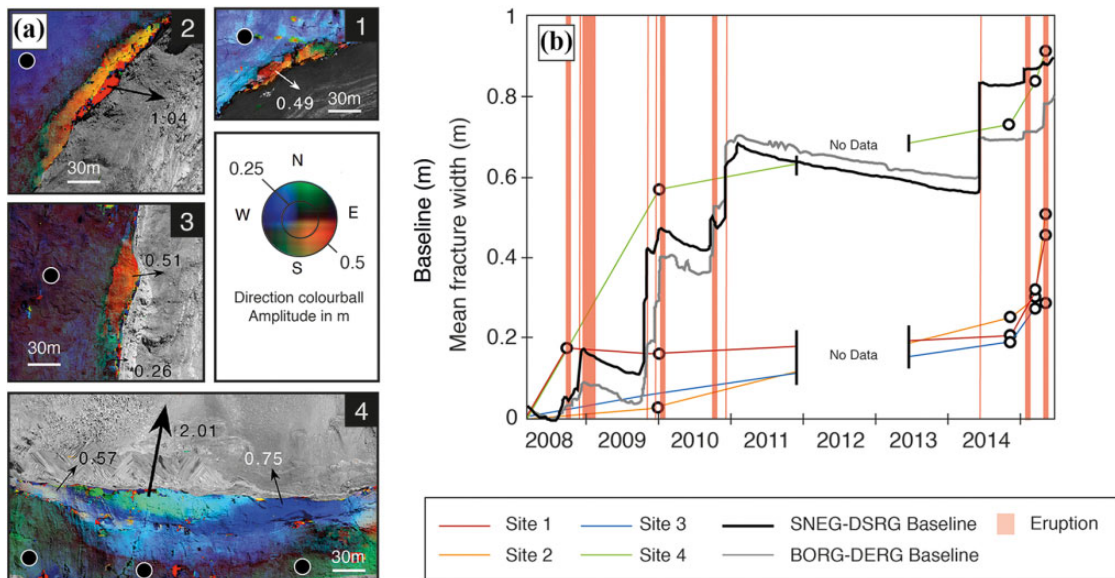 (a)
2
1.04
30m
1
0.49
30m
3
0.51
0.26
30m
N
0.25
W
E
S
0.5
Direction colourball
Amplitude in m
4
2.01
0.57
0.75
30m
(b)
Baseline (m)
Mean fracture width (m)
1
0.8
0.6
0.4
0.2
0
No Data
No Data
2008
2009
2010
2011
2012
2013
2014
Site 1
Site 3
SNEG-DSRG Baseline
Eruption
Site 2
Site 4
BORG-DERG Baseline